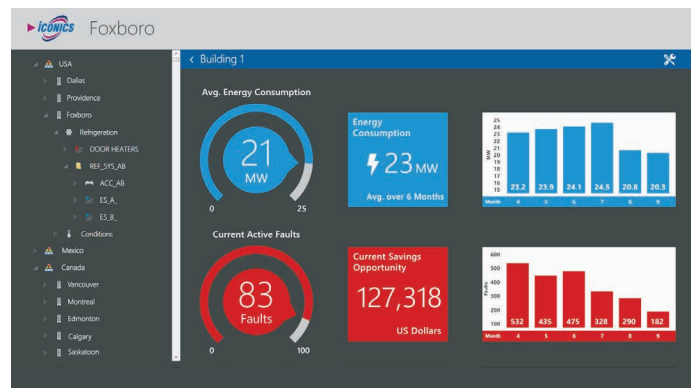 ICONICS Foxboro
USA
Dallas
Providence
Foxboro
Refrigeration
DOOR HEATERS
REF_SYS_AB
ACC_AB
ES_A_
ES_B_
Conditions
Mexico
Canada
Vancouver
Montreal
Edmonton
Calgary
Saskatoon
< Building 1
Avg. Energy Consumption
21
MW
0 25
Energy
Consumption
23 MW
Avg. over 6 Months
25
24
23
22
21
20
19
18
17
16
15
MW
23.2 23.9 24.1 24.5 20.8 20.3
Month 4 5 6 7 8 9
Current Active Faults
83
Faults
0 100
Current Savings
Opportunity
127,318
US Dollars
600
500
400
300
200
100
Faults
532 435 475 328 290 182
Month 4 5 6 7 8 9